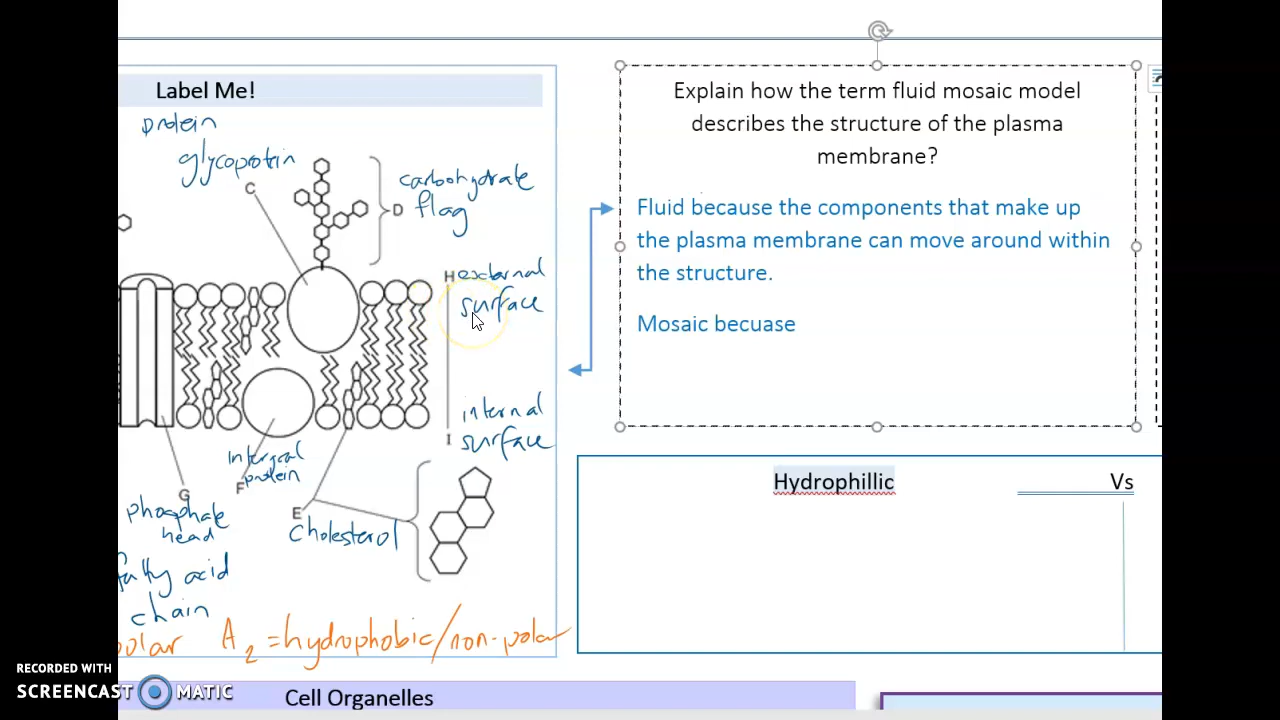 Label Me!
protein
glycoprotein
C
carbohydrate
D flag
H external
surface
internal
I surface
intergral
F protein
G
phosphate
head
E
cholesterol
fatty acid
chain
polar A2 = hydrophobic/non-polar
Explain how the term fluid mosaic model
describes the structure of the plasma
membrane?
Fluid because the components that make up
the plasma membrane can move around within
the structure.
Mosaic becuase
Hydrophillic
Vs
Cell Organelles
RECORDED WITH
SCREENCAST MATIC